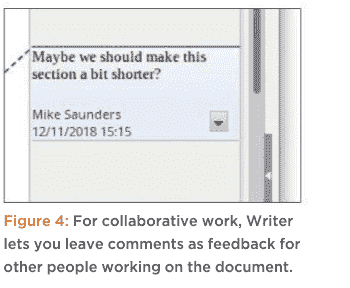 Maybe we should make this
section a bit shorter?
Mike Saunders
12/11/2018 15:15
Figure 4: For collaborative work, Writer
lets you leave comments as feedback for
other people working on the document.